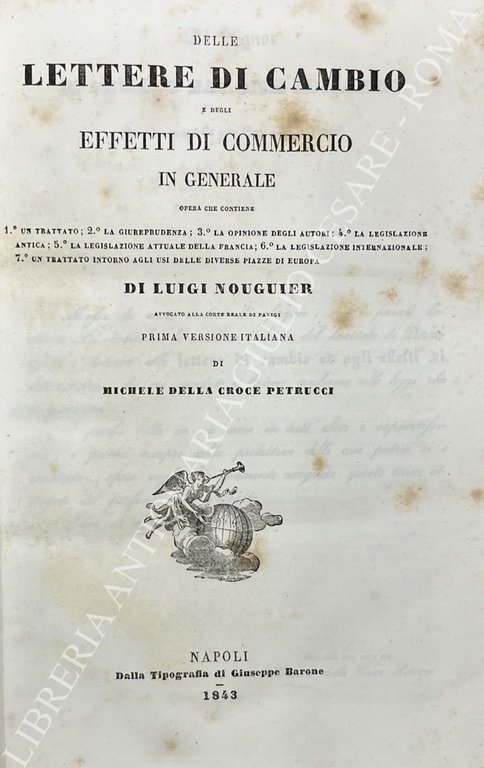 DELLE
LETTERE DI CAMBIO
E DEGLI
EFFETTI DI COMMERCIO
IN GENERALE
OPERA CHE CONTIENE
1.° UN TRATTATO; 2.° LA GIUREPRUDENZA; 3.° LA OPINIONE DEGLI AUTORI; 4.° LA LEGISLAZIONE
ANTICA; 5.° LA LEGISLAZIONE ATTUALE DELLA FRANCIA; 6.° LA LEGISLAZIONE INTERNAZIONALE;
7.° UN TRATTATO INTORNO AGLI USI DELLE DIVERSE PIAZZE DI EUROPA
DI LUIGI NOUGUIER
AVVOCATO ALLA CORTE REALE DI PARIGI
PRIMA VERSIONE ITALIANA
DI
MICHELE DELLA CROCE PETRUCCI
NAPOLI
Dalla Tipografia di Giuseppe Barone
1843
LIBRERIA ANTIQUARIA GIULIO CESARE - ROMA